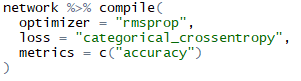 network %>% compile(
  optimizer = "rmsprop",
  loss = "categorical_crossentropy",
  metrics = c("accuracy")
)